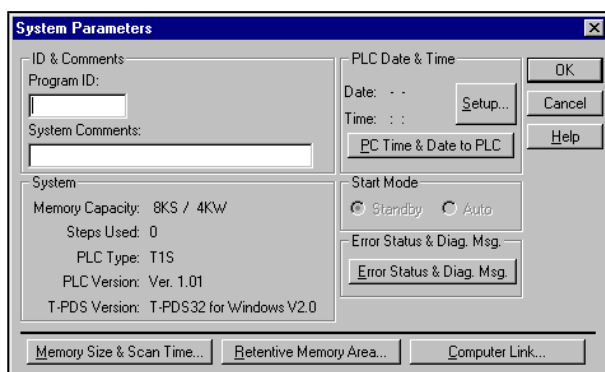 System Parameters
ID & Comments
Program ID:
System Comments:
PLC Date & Time
Date: - -
Time: : :
Setup...
PC Time & Date to PLC
OK
Cancel
Help
System
Memory Capacity: 8KS / 4KW
Steps Used: 0
PLC Type: T1S
PLC Version: Ver. 1.01
T-PDS Version: T-PDS32 for Windows V2.0
Start Mode
Standby Auto
Error Status & Diag. Msg.
Error Status & Diag. Msg.
Memory Size & Scan Time... Retentive Memory Area... Computer Link...